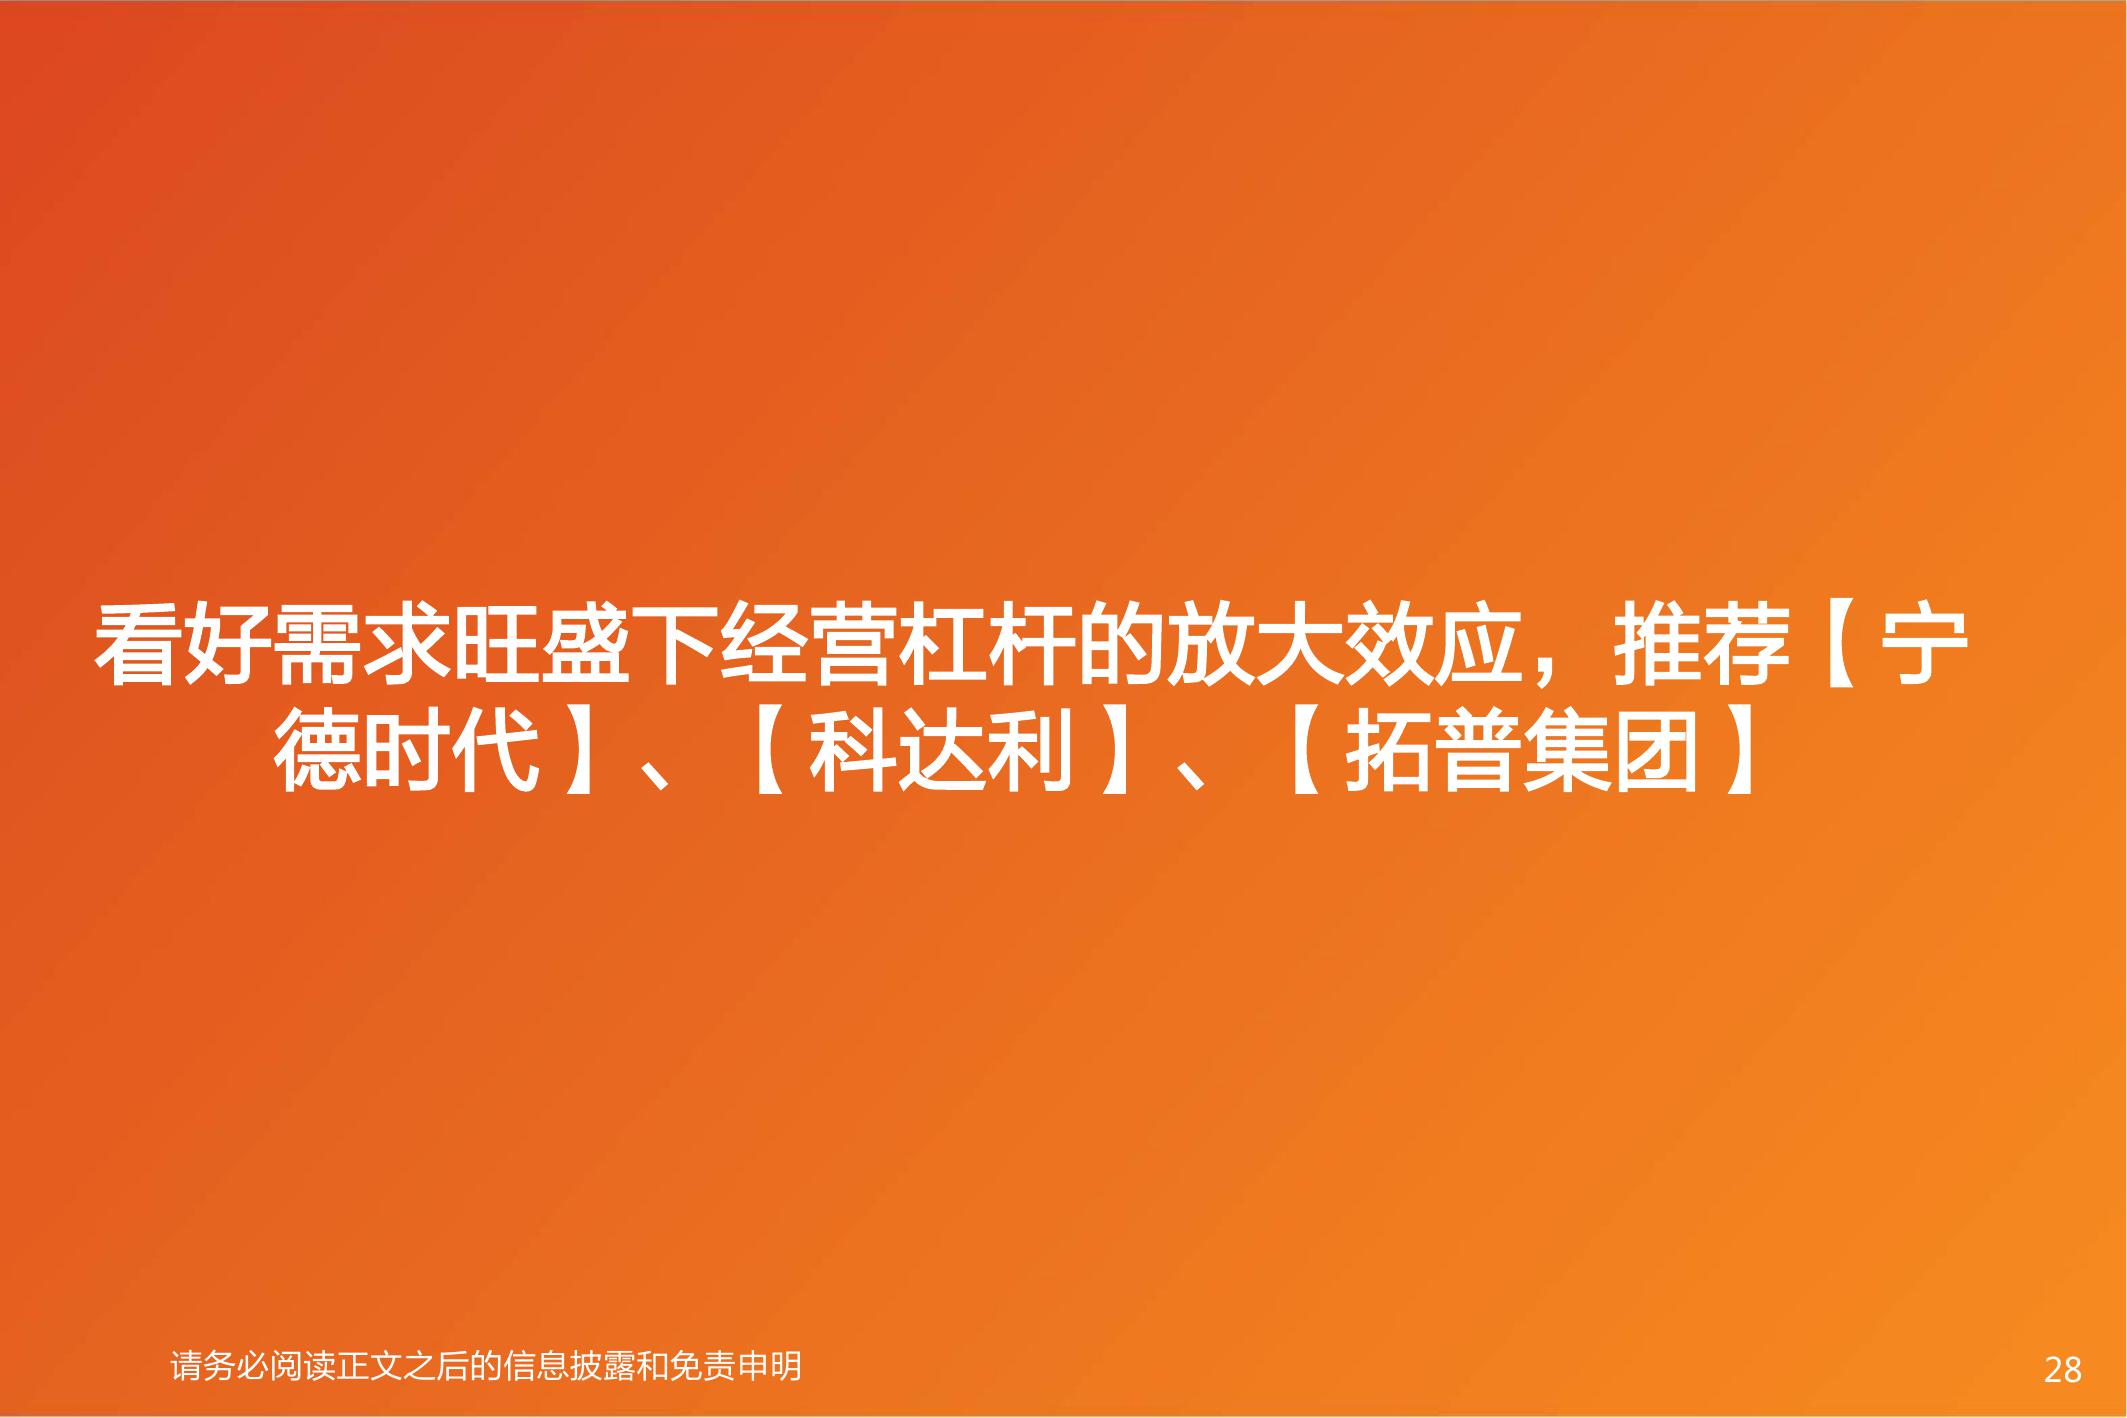 看好需求旺盛下经营杠杆的放大效应，推荐【宁
德时代】、【科达利】、【拓普集团】
请务必阅读正文之后的信息披露和免责申明
28